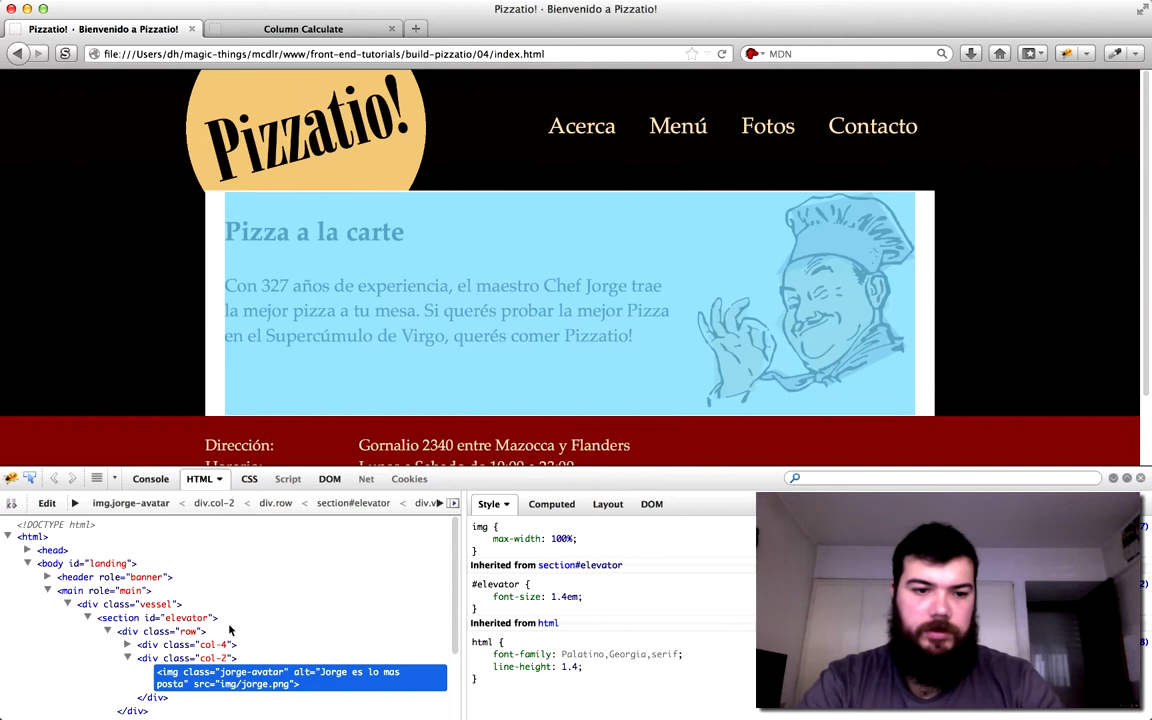 Pizzatio! · Bienvenido a Pizzatio!
Pizzatio! · Bienvenido a Pizzatio! ×
Column Calculate ×
file:///Users/dh/magic-things/mcdlr/www/front-end-tutorials/build-pizzatio/04/index.html
MDN
Pizzatio!
Acerca Menú Fotos Contacto
Pizza a la carte
Con 327 años de experiencia, el maestro Chef Jorge trae
la mejor pizza a tu mesa. Si querés probar la mejor Pizza
en el Supercúmulo de Virgo, querés comer Pizzatio!
Dirección: Gornalio 2340 entre Mazocca y Flanders
Console HTML CSS Script DOM Net Cookies
Edit img.jorge-avatar < div.col-2 < div.row < section#elevator < div.v
Style Computed Layout DOM
<!DOCTYPE html>
<html>
<head>
<body id="landing">
<header role="banner">
<main role="main">
<div class="vessel">
<section id="elevator">
<div class="row">
<div class="col-4">
<div class="col-2">
<img class="jorge-avatar" alt="Jorge es lo mas
posta" src="img/jorge.png">
</div>
</div>
img {
max-width: 100%;
}
Inherited from section#elevator
#elevator {
font-size: 1.4em;
}
Inherited from html
html {
font-family: Palatino,Georgia,serif;
line-height: 1.4;
}